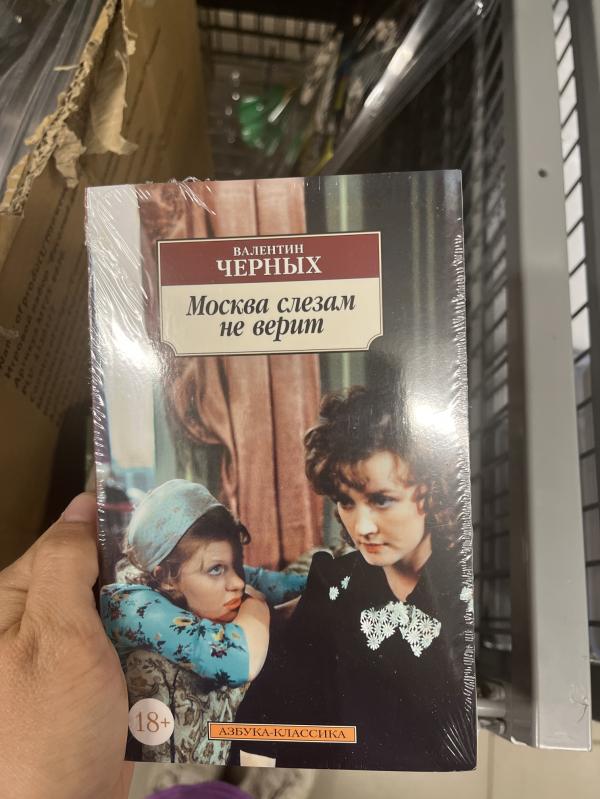 ВАЛЕНТИН
ЧЕРНЫХ
Москва слезам
не верит
18+
АЗБУКА-КЛАССИКА